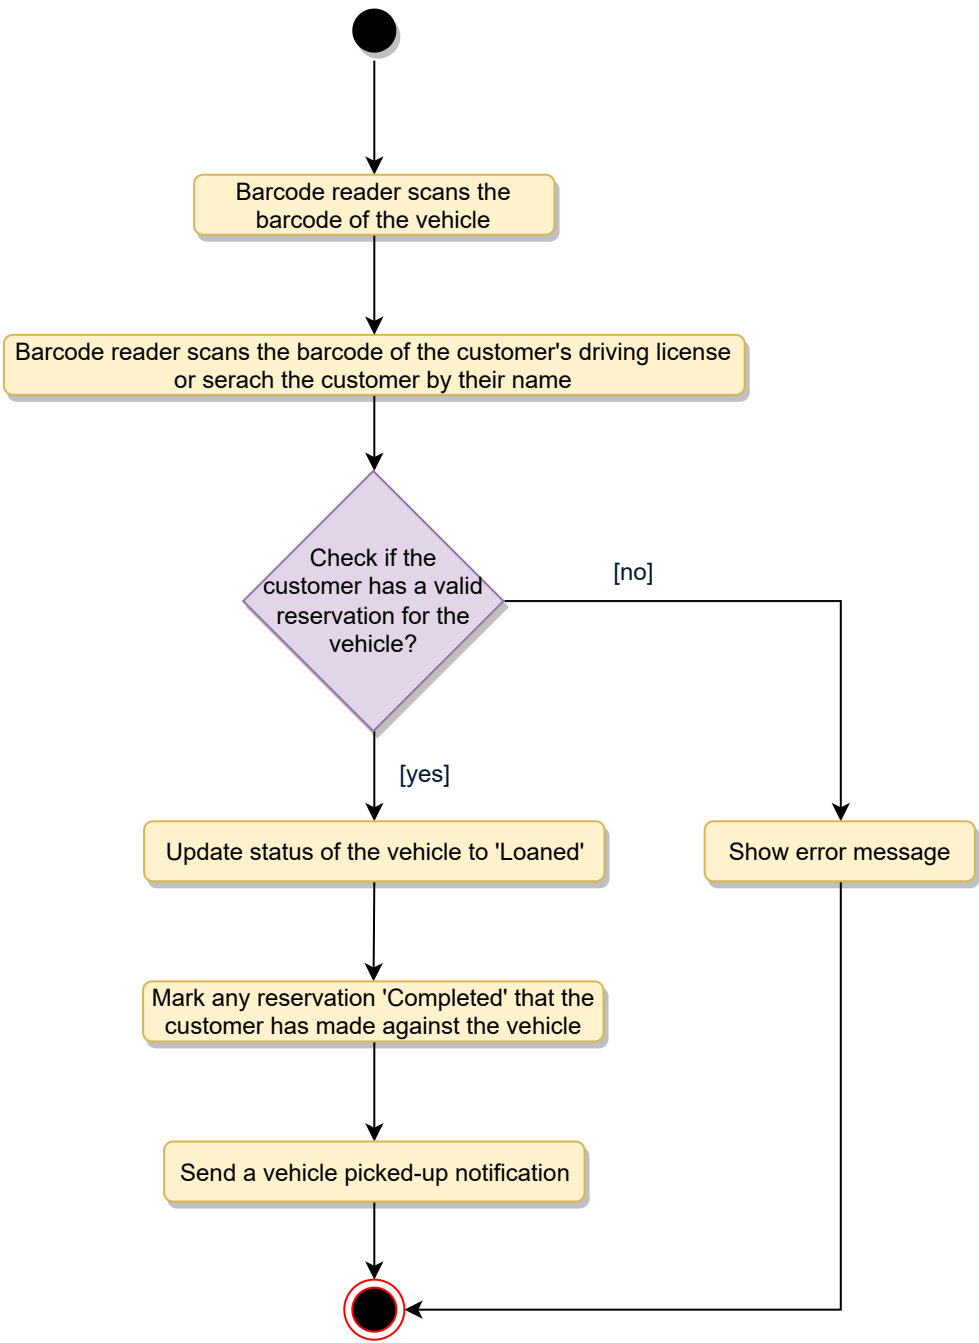 Barcode reader scans the
barcode of the vehicle
Barcode reader scans the barcode of the customer's driving license
or serach the customer by their name
Check if the
customer has a valid
reservation for the
vehicle?
[no]
[yes]
Update status of the vehicle to 'Loaned'
Show error message
Mark any reservation 'Completed' that the
customer has made against the vehicle
Send a vehicle picked-up notification